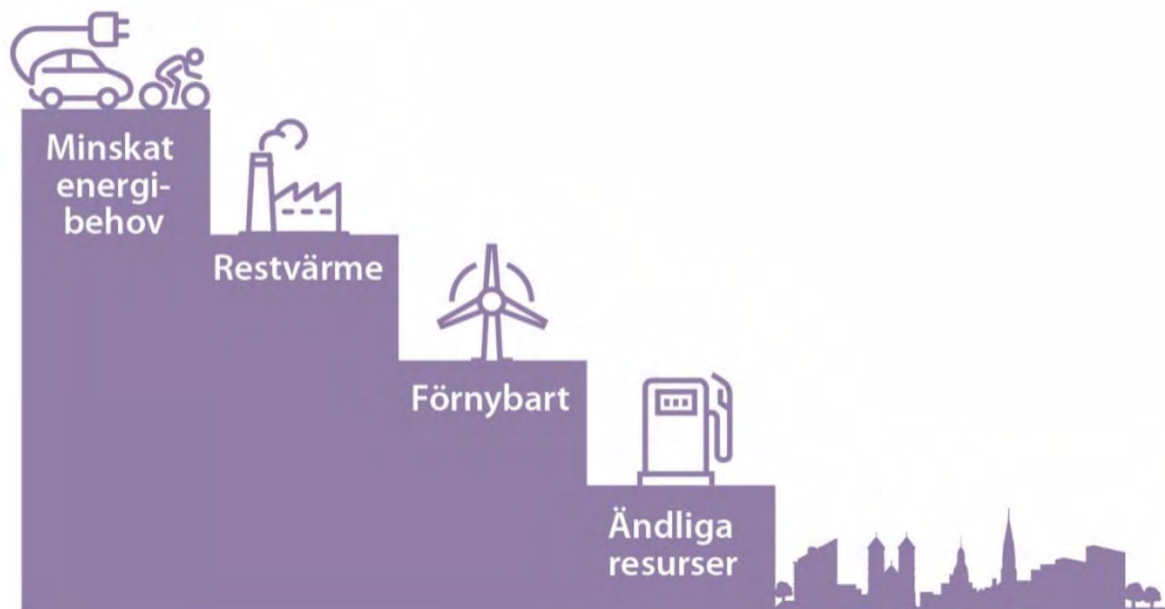 Minskat
energi-
behov
Restvärme
Förnybart
Ändliga
resurser